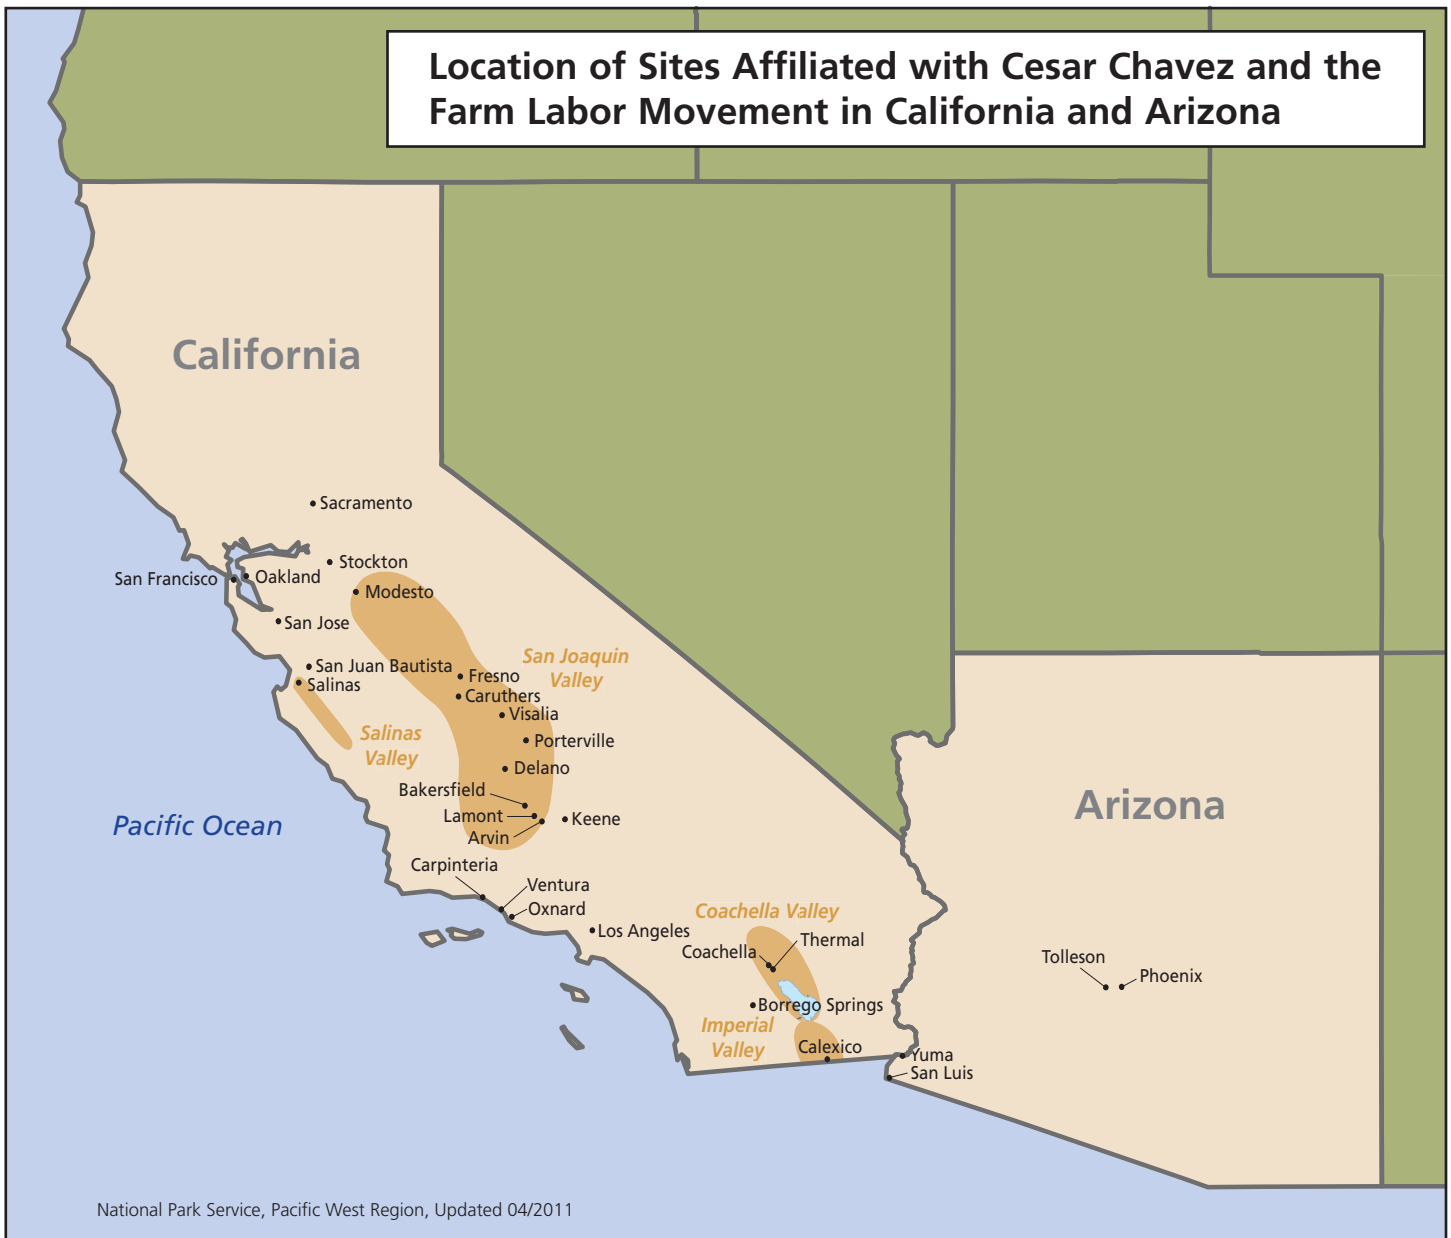 Location of Sites Affiliated with Cesar Chavez and the
Farm Labor Movement in California and Arizona
California
Sacramento
Stockton
San Francisco
Oakland
Modesto
San Jose
San Joaquin
Valley
San Juan Bautista
Fresno
Salinas
Caruthers
Visalia
Salinas
Valley
Porterville
Delano
Bakersfield
Lamont
Keene
Arvin
Arizona
Pacific Ocean
Carpinteria
Ventura
Oxnard
Los Angeles
Coachella Valley
Thermal
Coachella
Borrego Springs
Imperial
Valley
Calexico
Tolleson
Phoenix
Yuma
San Luis
National Park Service, Pacific West Region, Updated 04/2011